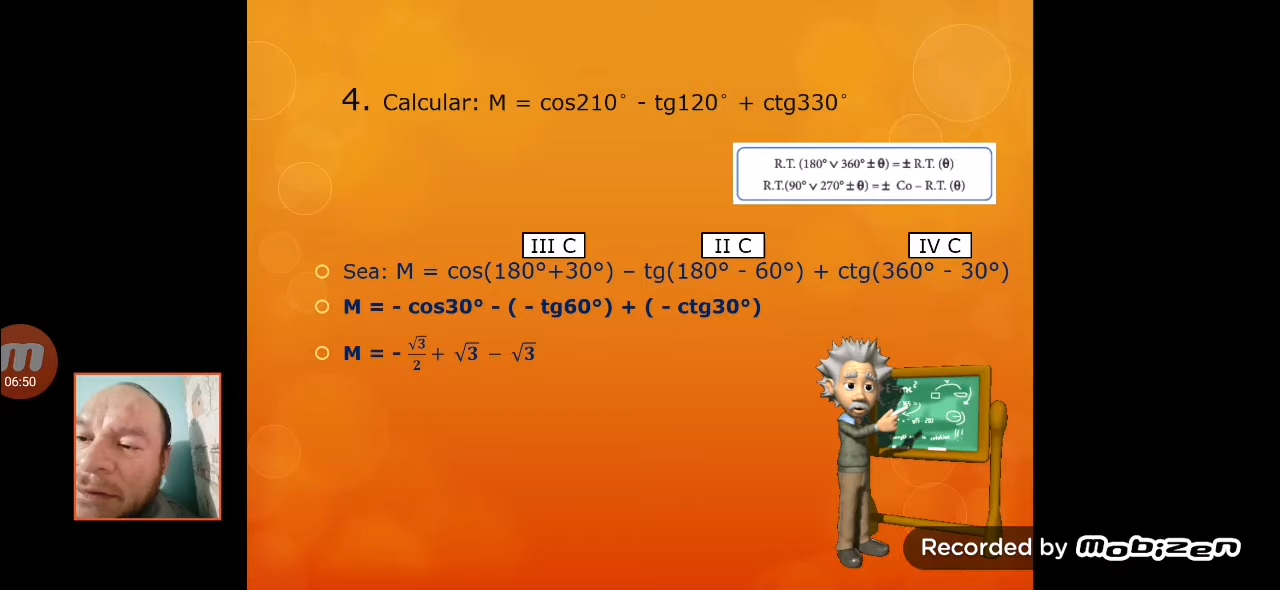 4. Calcular: M = cos210° - tg120° + ctg330°
R.T. (180° ∨ 360° ± θ) = ± R.T. (θ)
R.T.(90° ∨ 270° ± θ) = ± Co – R.T. (θ)
III C II C IV C
Sea: M = cos(180°+30°) – tg(180° - 60°) + ctg(360° - 30°)
M = - cos30° - ( - tg60°) + ( - ctg30°)
M = - √3/2 + √3 − √3
E=mc²
06:50
Recorded by mobizen